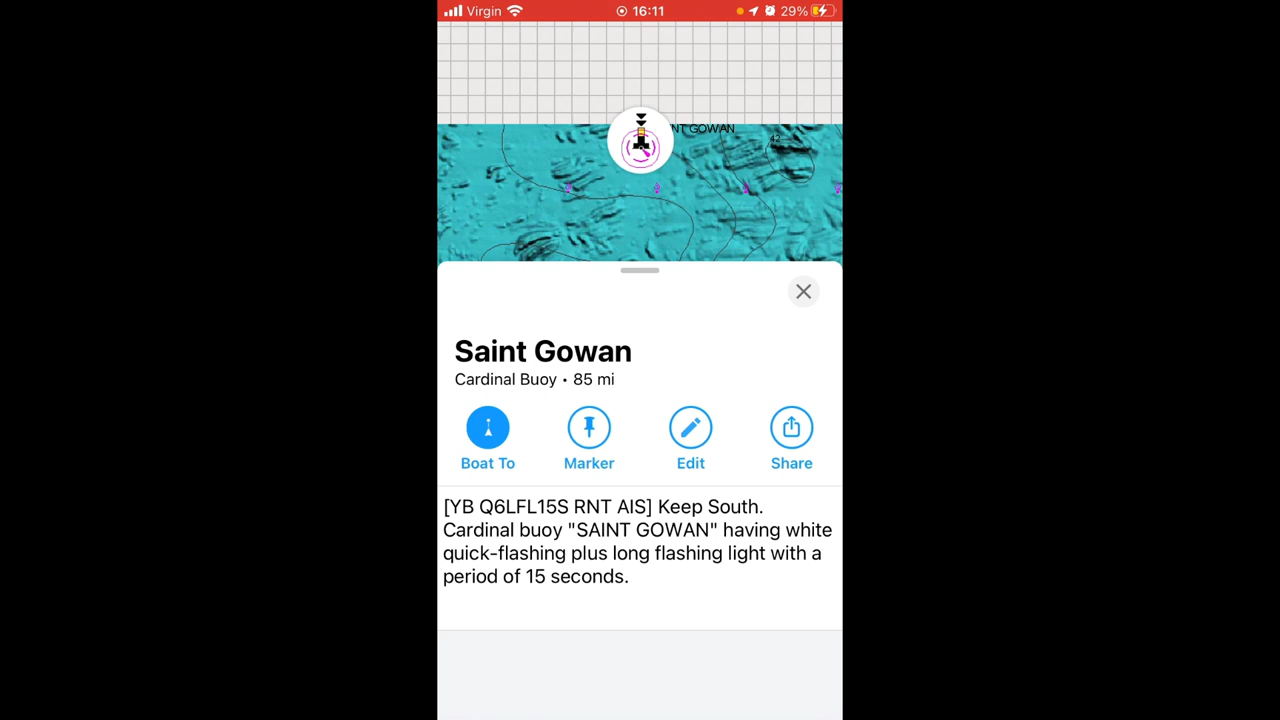 Virgin 16:11 29%
NT GOWAN
42
Saint Gowan
Cardinal Buoy • 85 mi
Boat To Marker Edit Share
[YB Q6LFL15S RNT AIS] Keep South.
Cardinal buoy "SAINT GOWAN" having white
quick-flashing plus long flashing light with a
period of 15 seconds.